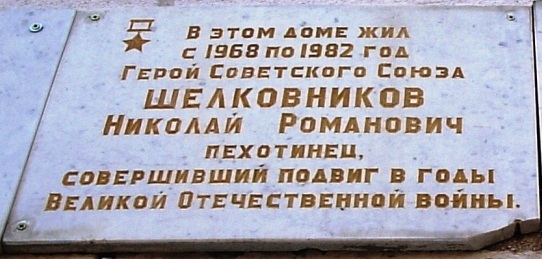 В этом доме жил
с 1968 по 1982 год
Герой Советского Союза
ШЕЛКОВНИКОВ
Николай Романович
пехотинец,
совершивший подвиг в годы
Великой Отечественной войны.